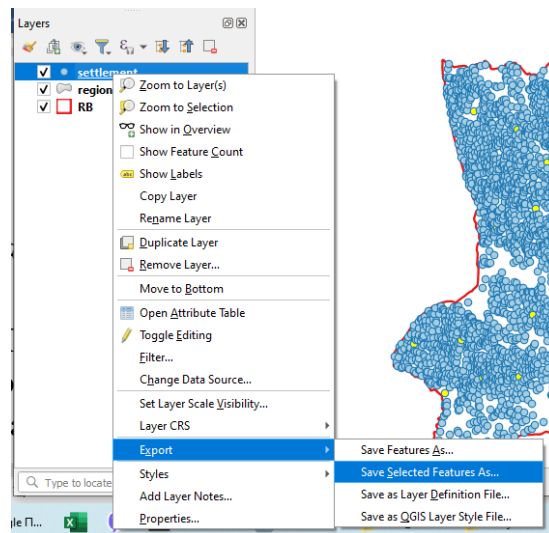 Layers
settlement
region
RB
Zoom to Layer(s)
Zoom to Selection
Show in Overview
Show Feature Count
abc Show Labels
Copy Layer
Rename Layer
Duplicate Layer
Remove Layer...
Move to Bottom
Open Attribute Table
Toggle Editing
Filter...
Change Data Source...
Set Layer Scale Visibility...
Layer CRS
Export
Styles
Add Layer Notes...
Properties...
Save Features As...
Save Selected Features As...
Save as Layer Definition File...
Save as QGIS Layer Style File...
Type to locate